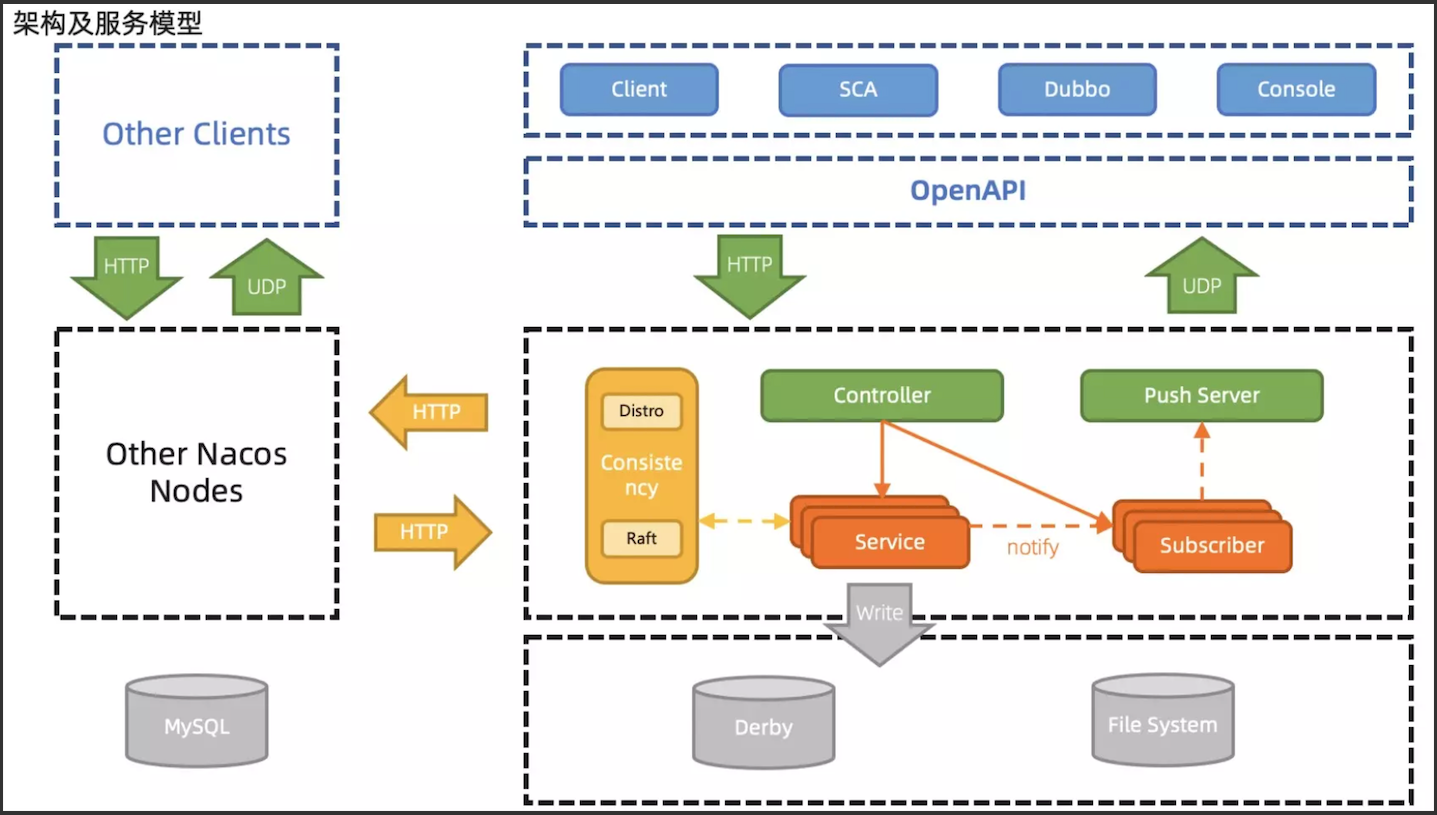 架构及服务模型
Other Clients
Client
SCA
Dubbo
Console
OpenAPI
HTTP
UDP
HTTP
UDP
Other Nacos
Nodes
HTTP
HTTP
Distro
Consiste
ncy
Raft
Controller
Push Server
Service
notify
Subscriber
Write
MySQL
Derby
File System